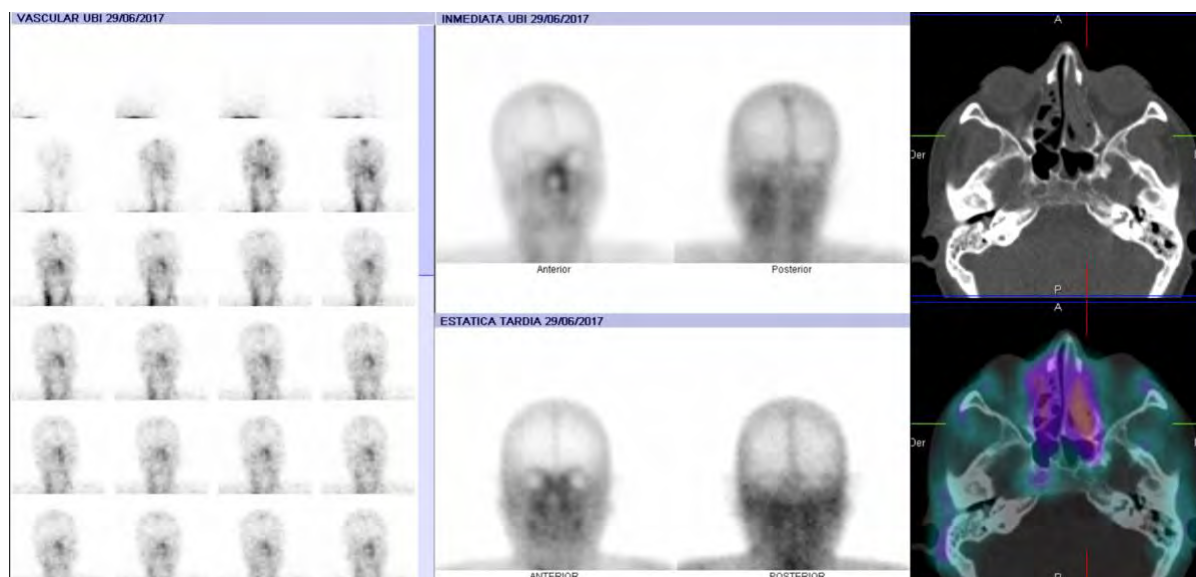 VASCULAR UBI 29/06/2017
INMEDIATA UBI 29/06/2017
Anterior
Posterior
ESTATICA TARDIA 29/06/2017
ANTERIOR
POSTERIOR
A
Der
P
A
Der